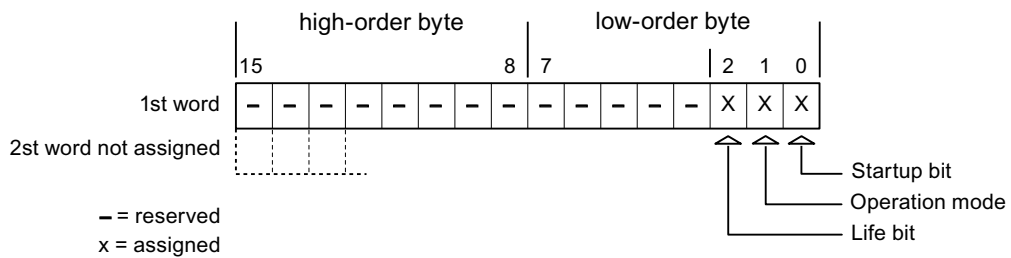 high-order byte low-order byte
15 8 7 2 1 0
1st word – – – – – – – – – – – – – X X X
2st word not assigned
Startup bit
– = reserved Operation mode
x = assigned Life bit